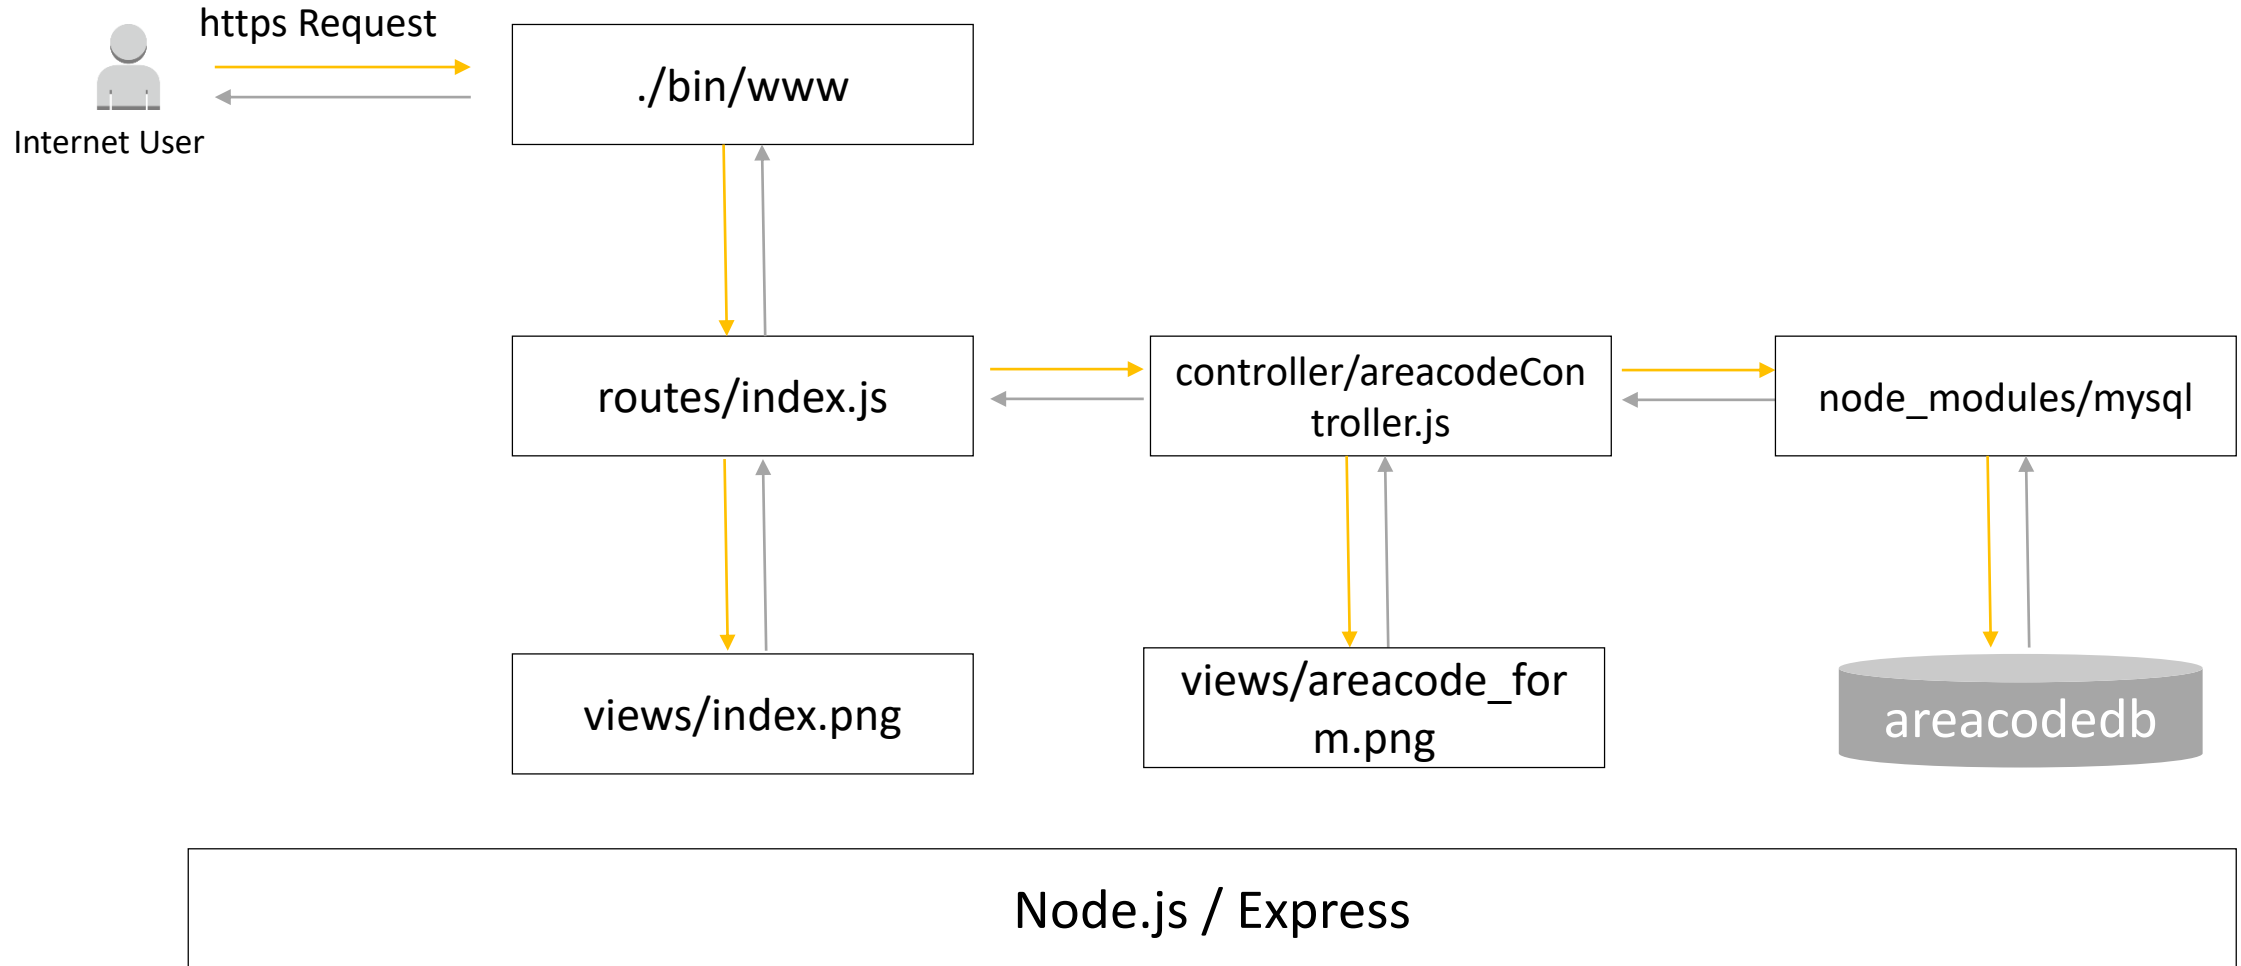 https Request
./bin/www
Internet User
routes/index.js
controller/areacodeCon
troller.js
node_modules/mysql
views/index.png
views/areacode_for
m.png
areacodedb
Node.js / Express